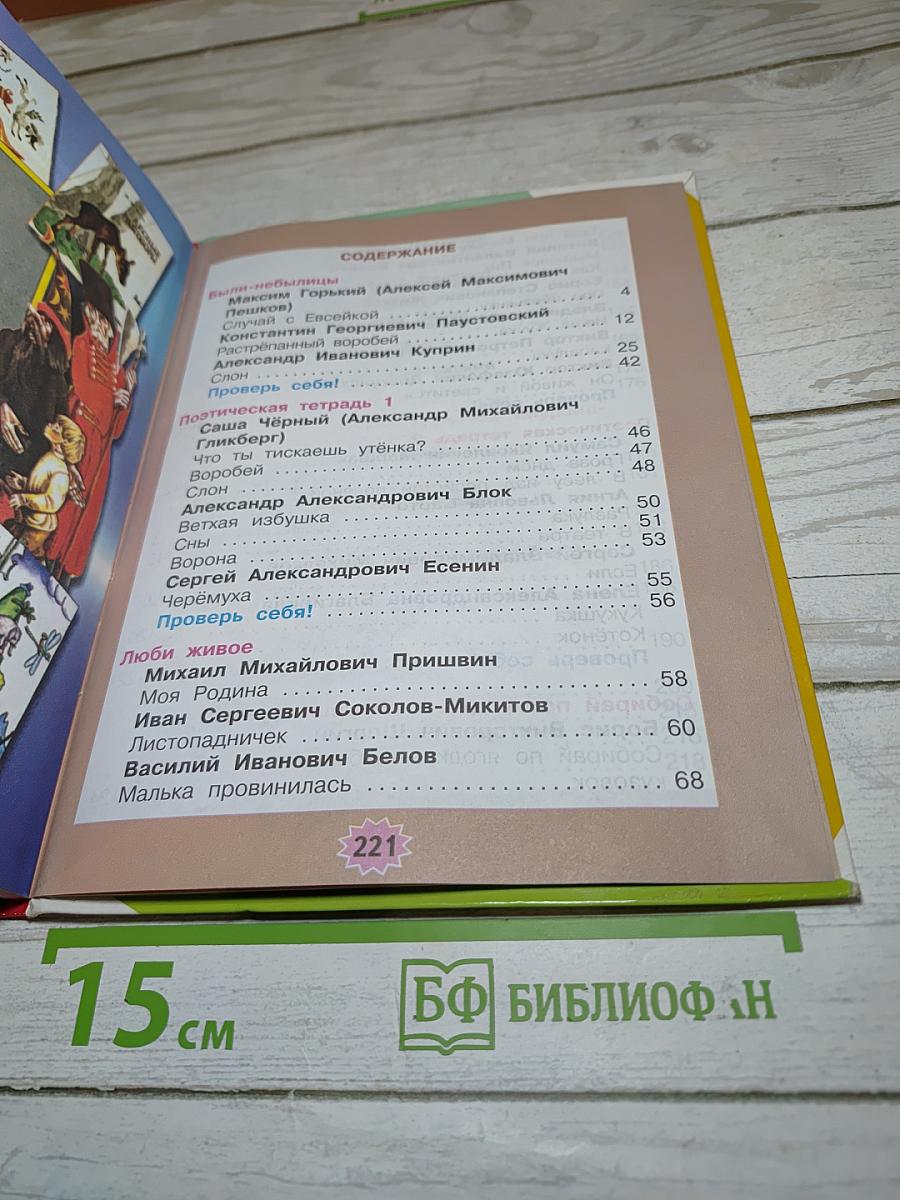 СОДЕРЖАНИЕ
Были-небылицы
Максим Горький (Алексей Максимович
Пешков)
Случай с Евсейкой 4
Константин Георгиевич Паустовский
Растрёпанный воробей 12
Александр Иванович Куприн
Слон 25
Проверь себя! 42
Поэтическая тетрадь 1
Саша Чёрный (Александр Михайлович
Гликберг)
Что ты тискаешь утёнка? 46
Воробей 47
Слон 48
Александр Александрович Блок
Ветхая избушка 50
Сны 51
Ворона 53
Сергей Александрович Есенин
Черёмуха 55
Проверь себя! 56
Люби живое
Михаил Михайлович Пришвин
Моя Родина 58
Иван Сергеевич Соколов-Микитов
Листопадничек 60
Василий Иванович Белов
Малька провинилась 68
221
15 см
БФ БИБЛИОФАН